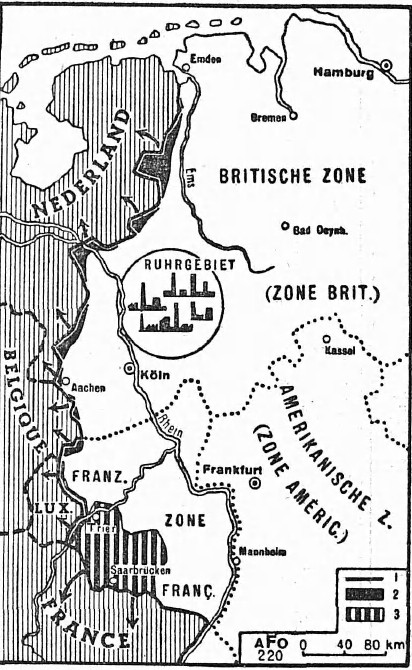 Emden
Hamburg
Bremen
NEDERLAND
BRITISCHE ZONE
Ems
Bad Oeynh.
RUHRGEBIET
(ZONE BRIT.)
Kassel
BELGIQUE
Köln
Aachen
Rhein
AMERIKANISCHE Z.
(ZONE AMÉRIC.)
FRANZ.
Frankfurt
LUX.
ZONE
Trier
Mannheim
Saarbrücken
FRANÇ.
FRANCE
1
2
3
AFO
220
0 40 80 km